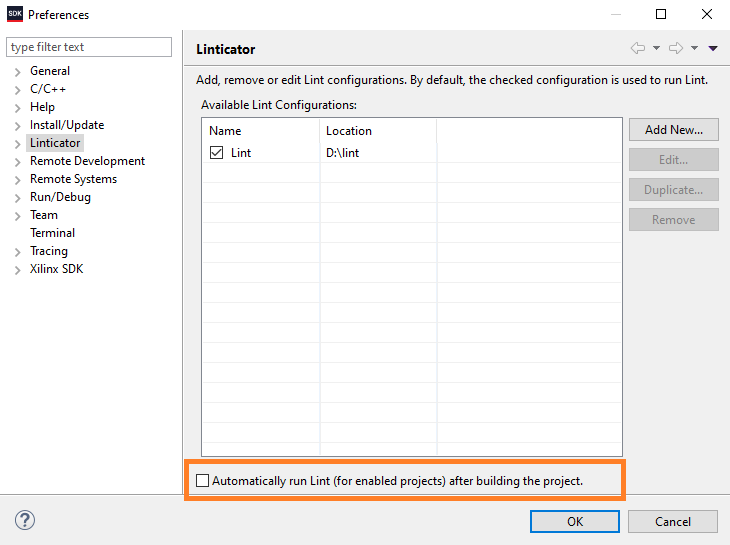 SDK Preferences
type filter text
General
C/C++
Help
Install/Update
Linticator
Remote Development
Remote Systems
Run/Debug
Team
Terminal
Tracing
Xilinx SDK
Linticator
Add, remove or edit Lint configurations. By default, the checked configuration is used to run Lint.
Available Lint Configurations:
Name Location
Lint D:\lint
Add New...
Edit...
Duplicate...
Remove
Automatically run Lint (for enabled projects) after building the project.
?
OK Cancel